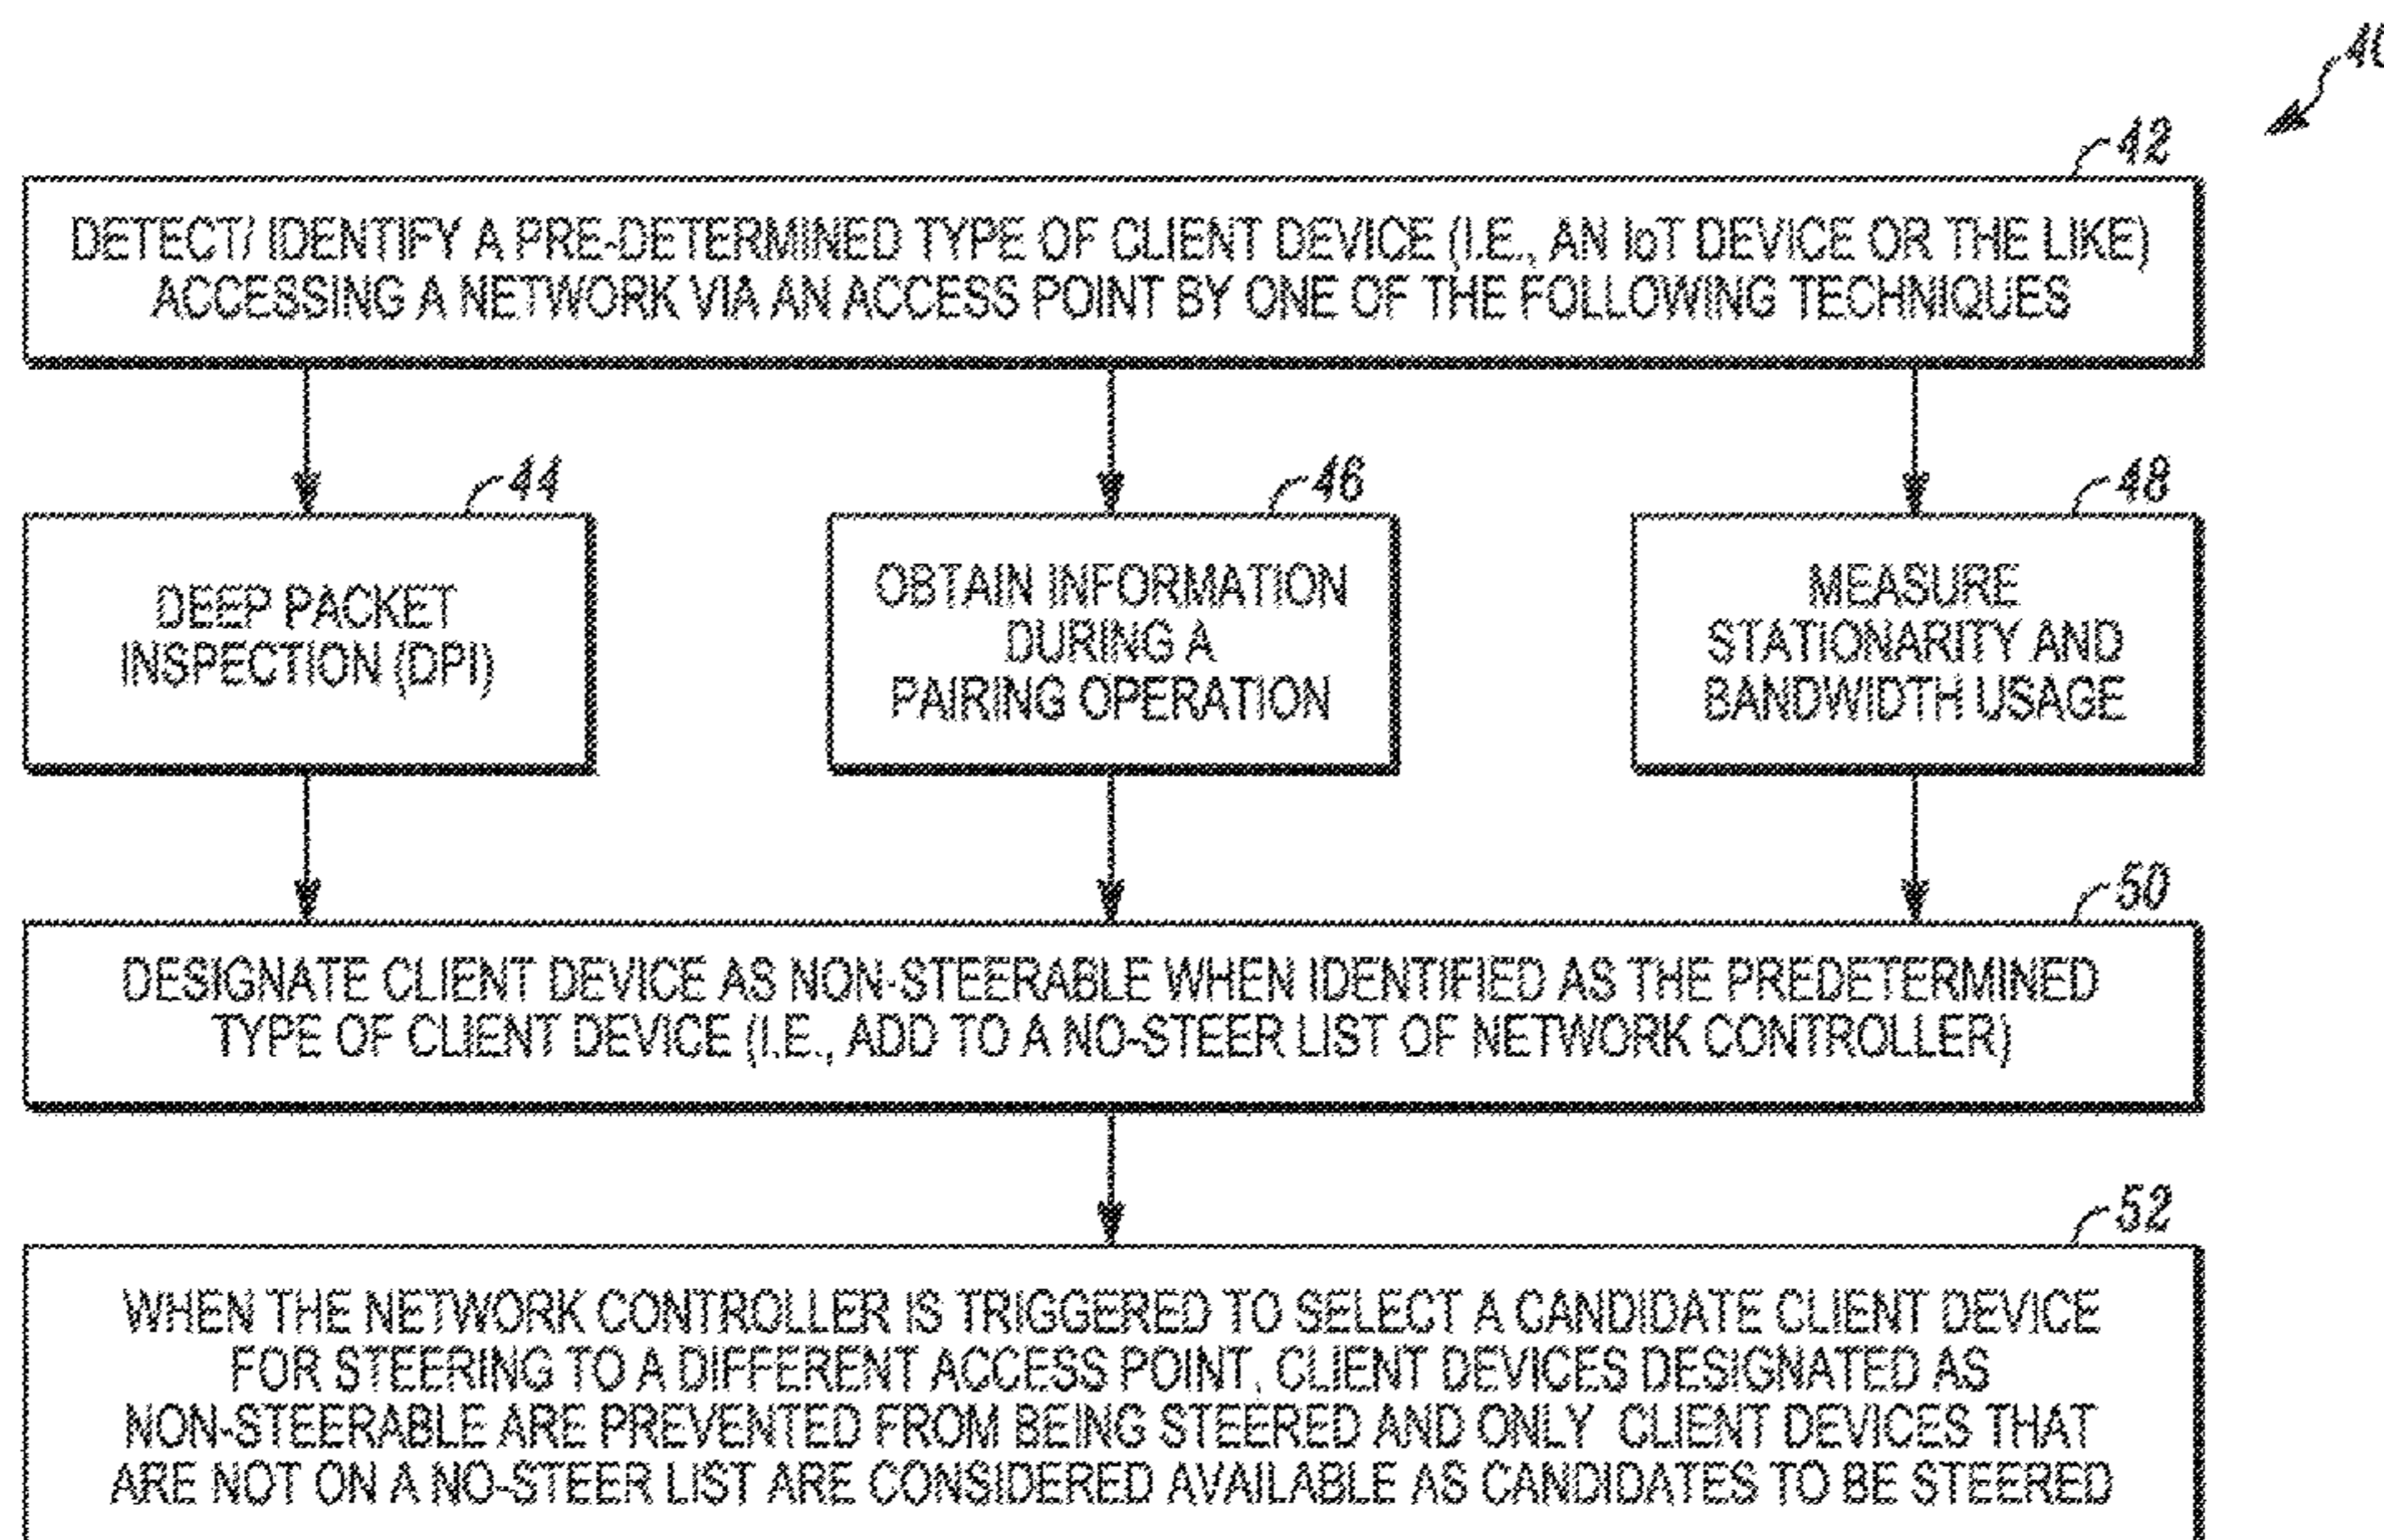 40
42
DETECT/ IDENTIFY A PRE-DETERMINED TYPE OF CLIENT DEVICE (I.E., AN IoT DEVICE OR THE LIKE)
ACCESSING A NETWORK VIA AN ACCESS POINT BY ONE OF THE FOLLOWING TECHNIQUES
44
DEEP PACKET
INSPECTION (DPI)
46
OBTAIN INFORMATION
DURING A
PAIRING OPERATION
48
MEASURE
STATIONARITY AND
BANDWIDTH USAGE
50
DESIGNATE CLIENT DEVICE AS NON-STEERABLE WHEN IDENTIFIED AS THE PREDETERMINED
TYPE OF CLIENT DEVICE (I.E., ADD TO A NO-STEER LIST OF NETWORK CONTROLLER)
52
WHEN THE NETWORK CONTROLLER IS TRIGGERED TO SELECT A CANDIDATE CLIENT DEVICE
FOR STEERING TO A DIFFERENT ACCESS POINT, CLIENT DEVICES DESIGNATED AS
NON-STEERABLE ARE PREVENTED FROM BEING STEERED AND ONLY CLIENT DEVICES THAT
ARE NOT ON A NO-STEER LIST ARE CONSIDERED AVAILABLE AS CANDIDATES TO BE STEERED